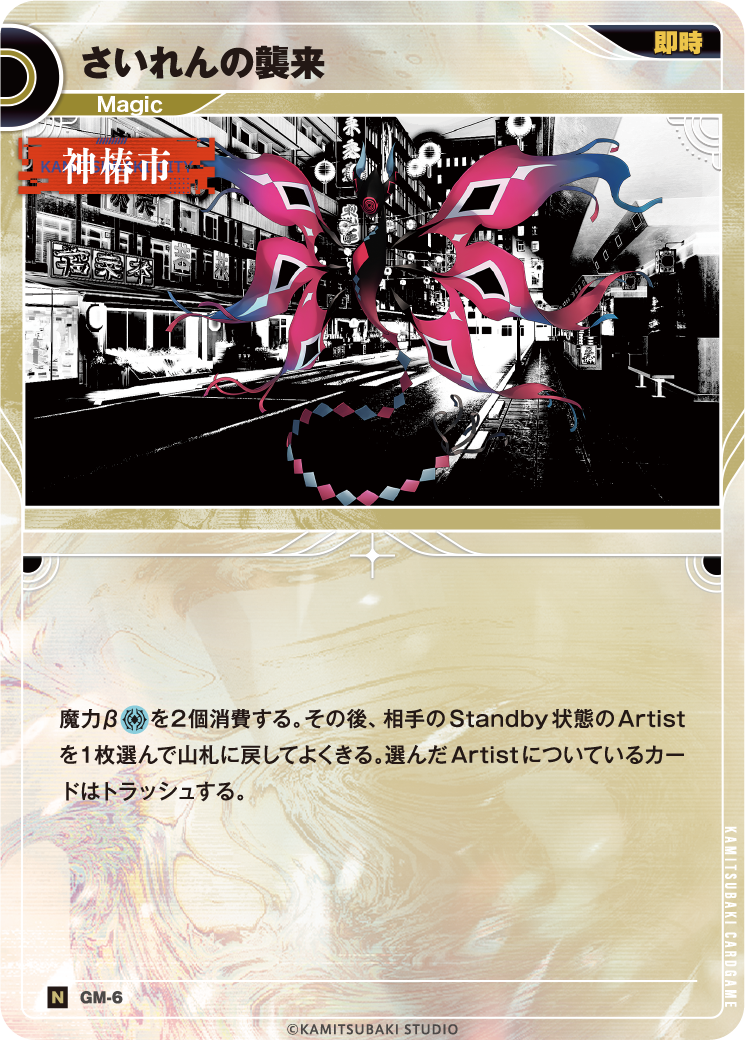 即時
さいれんの襲来
Magic
神椿市
魔力β を2個消費する。その後、相手のStandby状態のArtist
を1枚選んで山札に戻してよくきる。選んだArtistについているカー
ドはトラッシュする。
KAMITSUBAKI CARDGAME
N GM-6
©KAMITSUBAKI STUDIO